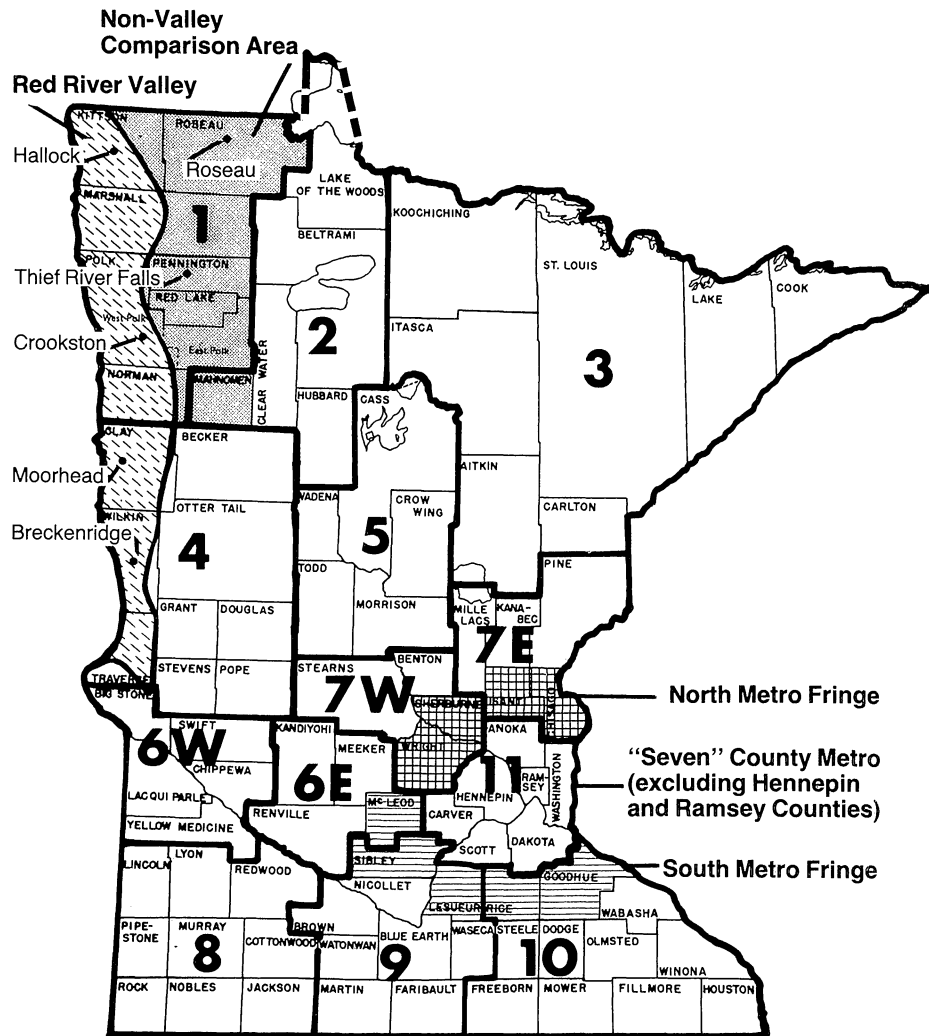 Non-Valley
Comparison Area
Red River Valley
KITTSON
ROSEAU
Hallock
Roseau
LAKE
OF THE WOODS
MARSHALL
KOOCHICHING
1
BELTRAMI
POLK
PENNINGTON
ST. LOUIS
Thief River Falls
RED LAKE
LAKE
COOK
West Polk
ITASCA
Crookston
East Polk
2
CLEAR WATER
3
NORMAN
MAHNOMEN
HUBBARD
CASS
CLAY
BECKER
Moorhead
AITKIN
WADENA
CROW
WING
CARLTON
WILKIN
OTTER TAIL
Breckenridge
4
5
PINE
TODD
GRANT
DOUGLAS
MORRISON
MILLE
LACS
KANA-
BEC
7E
STEVENS
POPE
STEARNS
BENTON
TRAVERSE
BIG STONE
7W
SHERBURNE
ISANTI
CHISAGO
North Metro Fringe
SWIFT
KANDIYOHI
ANOKA
6W
MEEKER
WRIGHT
"Seven" County Metro
(excluding Hennepin
and Ramsey Counties)
CHIPPEWA
6E
11
RAM-
SEY
WASHINGTON
LACQUI PARLE
RENVILLE
Mc LEOD
HENNEPIN
CARVER
YELLOW MEDICINE
SCOTT
DAKOTA
LINCOLN
LYON
REDWOOD
SIBLEY
South Metro Fringe
NICOLLET
GOODHUE
LESUEUR
RICE
WABASHA
PIPE-
STONE
MURRAY
COTTONWOOD
BROWN
WATONWAN
BLUE EARTH
WASECA
STEELE
DODGE
OLMSTED
8
9
10
WINONA
ROCK
NOBLES
JACKSON
MARTIN
FARIBAULT
FREEBORN
MOWER
FILLMORE
HOUSTON